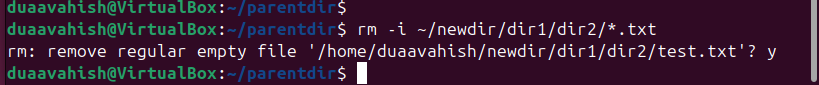 duaavahish@VirtualBox:~/parentdir$
duaavahish@VirtualBox:~/parentdir$ rm -i ~/newdir/dir1/dir2/*.txt
rm: remove regular empty file '/home/duaavahish/newdir/dir1/dir2/test.txt'? y
duaavahish@VirtualBox:~/parentdir$